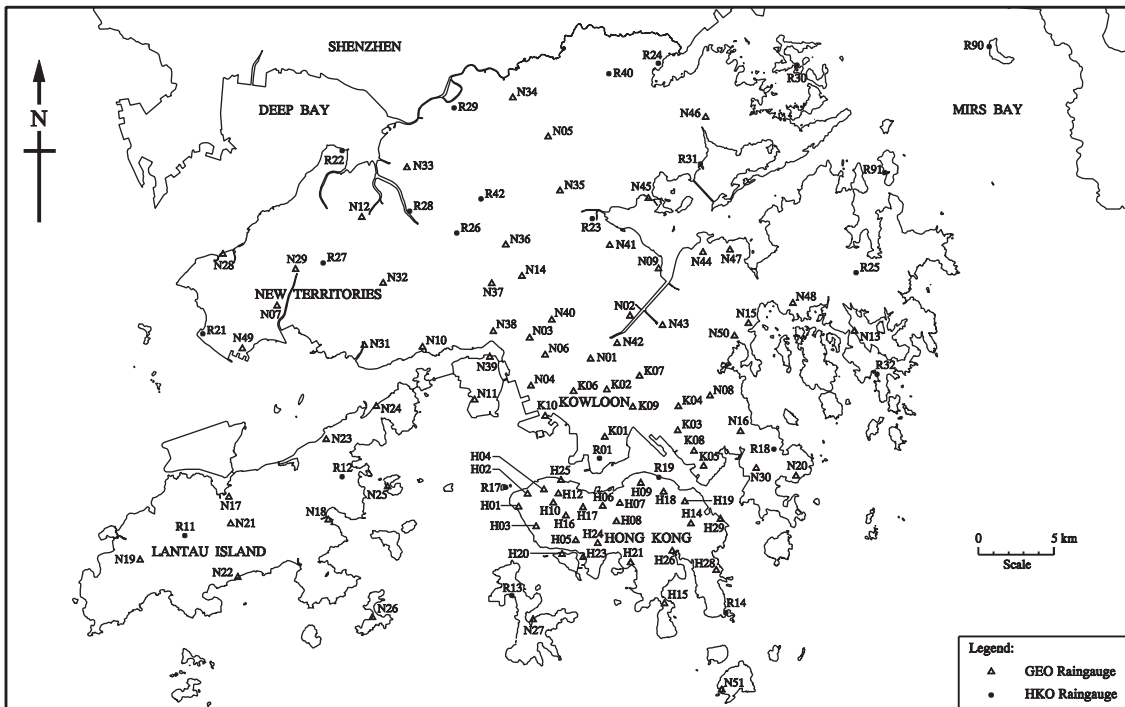 SHENZHEN
R24
R90
R40
R30
N34
R29
DEEP BAY
N
MIRS BAY
N46
N05
R22
R31
N33
R91
N35
N45
R42
R28
N12
R23
R26
N36
N41
N44
N47
N28
R27
N29
N09
R25
N14
N32
NEW TERRITORIES
N37
N07
N48
N02
N40
N15
N43
R21
N38
N03
N13
N50
N49
N31
N10
N42
N06
N01
N39
K07
R32
N04
K06
K02
N08
N11
KOWLOON
K09
K04
N24
K10
K03
N16
N23
K01
K08
R18
R01
H04
K05
R12
H02
H25
R19
N30
N20
N25
R17
H12
H09
N17
H06
H18
H19
H01
H10
H07
N18
H16
H17
H14
N21
R11
H03
H08
H29
H05
H24
HONG KONG
LANTAU ISLAND
5 km
N19
H20
H23
H21
H26
Scale
H28
N22
R13
H15
R14
N26
N27
Legend:
GEO Raingauge
N51
HKO Raingauge